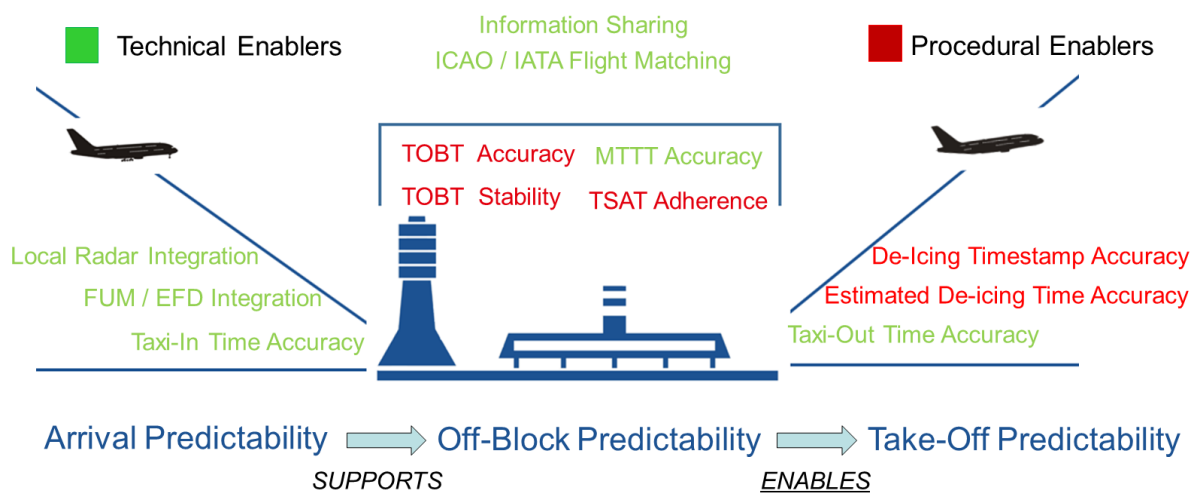 Technical Enablers
Information Sharing
ICAO / IATA Flight Matching
Procedural Enablers
TOBT Accuracy
MTTT Accuracy
TOBT Stability
TSAT Adherence
Local Radar Integration
FUM / EFD Integration
Taxi-In Time Accuracy
De-Icing Timestamp Accuracy
Estimated De-icing Time Accuracy
Taxi-Out Time Accuracy
Arrival Predictability
Off-Block Predictability
Take-Off Predictability
SUPPORTS
ENABLES